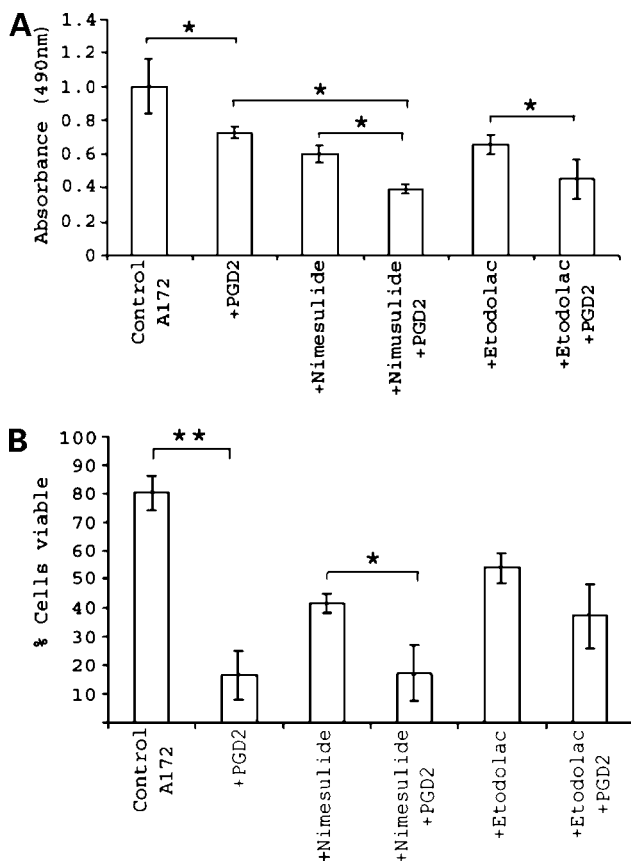 A
Absorbance (490nm)
1.4
1.2
1.0
0.8
0.6
0.4
0.2
0
*
*
*
*
Control
A172
+PGD2
+Nimesulide
+Nimusulide
+PGD2
+Etodolac
+Etodolac
+PGD2
B
% Cells viable
100
90
80
70
60
50
40
30
20
10
**
*
Control
A172
+PGD2
+Nimesulide
+Nimesulide
+PGD2
+Etodolac
+Etodolac
+PGD2